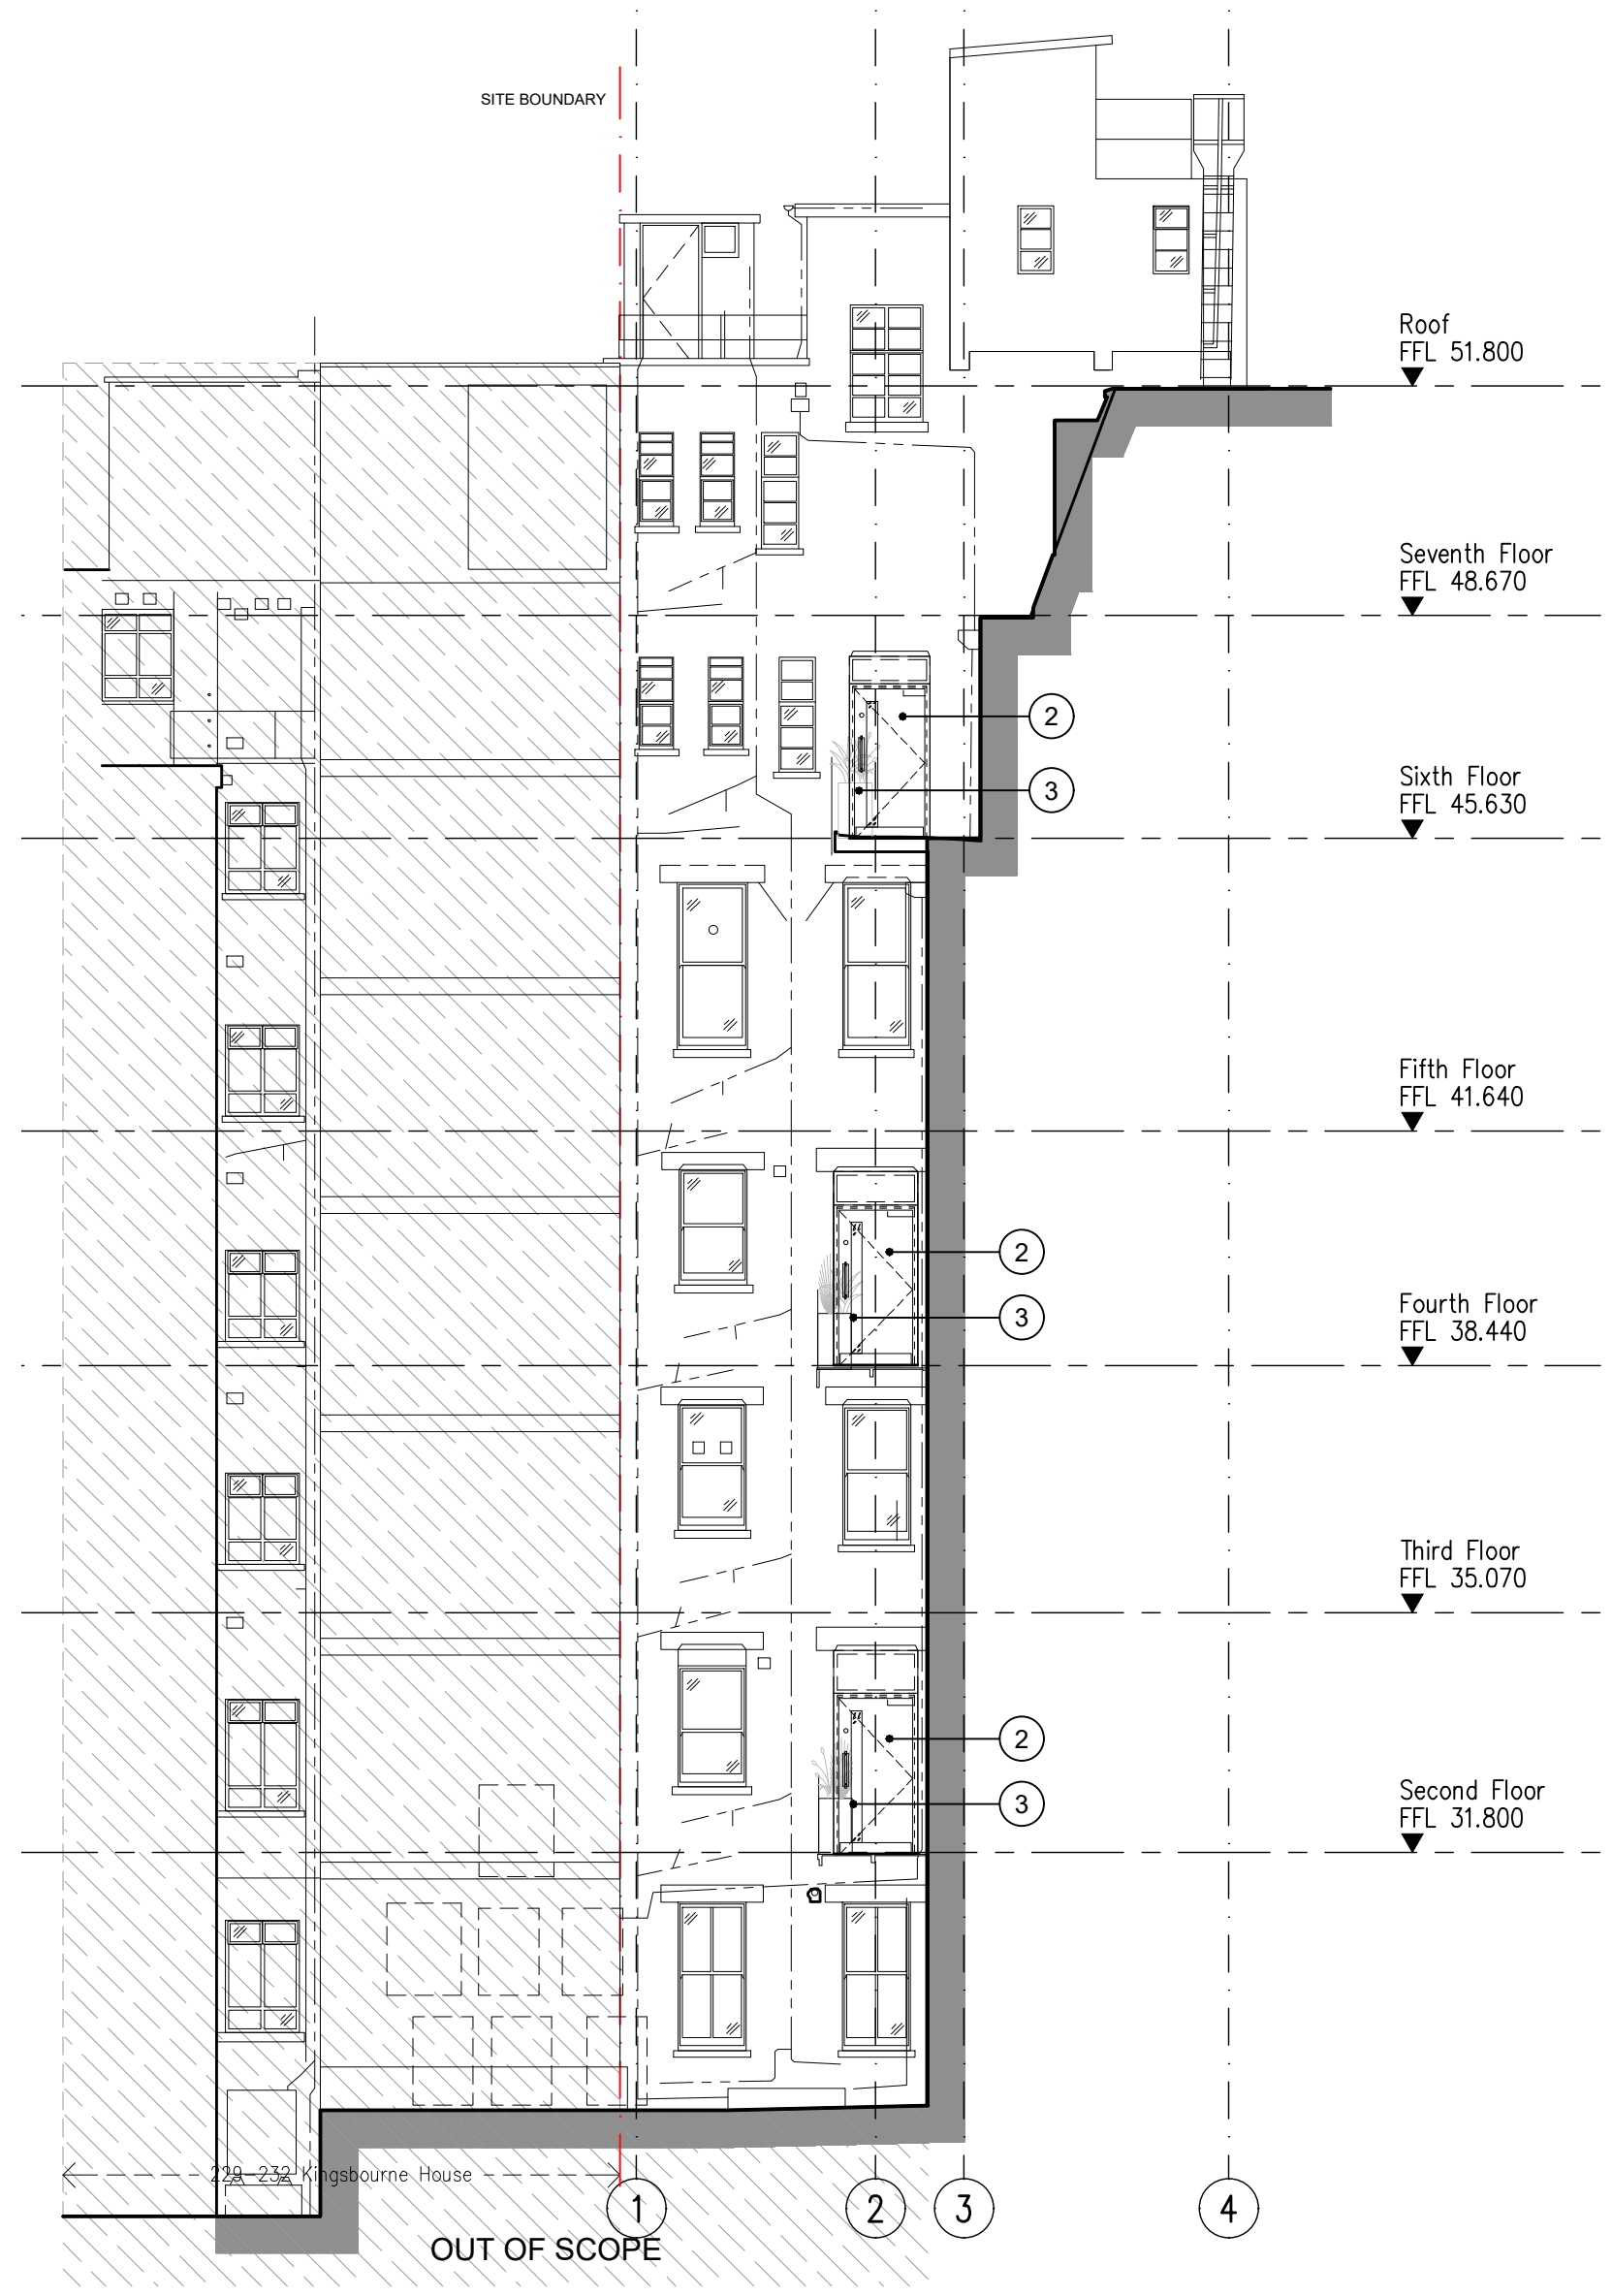 SITE BOUNDARY
Roof
FFL 51.800
Seventh Floor
FFL 48.670
2
3
Sixth Floor
FFL 45.630
Fifth Floor
FFL 41.640
2
3
Fourth Floor
FFL 38.440
Third Floor
FFL 35.070
2
3
Second Floor
FFL 31.800
229-232 Kingsbourne House
1
2
3
4
OUT OF SCOPE